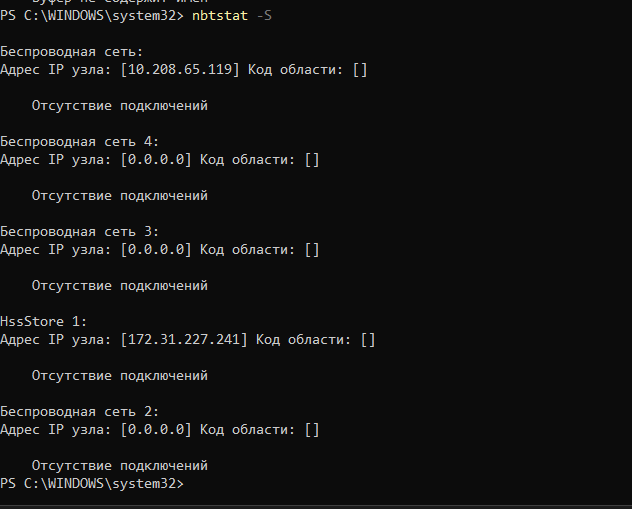 Буфер не содержит имен
PS C:\WINDOWS\system32> nbtstat -S
Беспроводная сеть:
Адрес IP узла: [10.208.65.119] Код области: []
Отсутствие подключений
Беспроводная сеть 4:
Адрес IP узла: [0.0.0.0] Код области: []
Отсутствие подключений
Беспроводная сеть 3:
Адрес IP узла: [0.0.0.0] Код области: []
Отсутствие подключений
HssStore 1:
Адрес IP узла: [172.31.227.241] Код области: []
Отсутствие подключений
Беспроводная сеть 2:
Адрес IP узла: [0.0.0.0] Код области: []
Отсутствие подключений
PS C:\WINDOWS\system32>